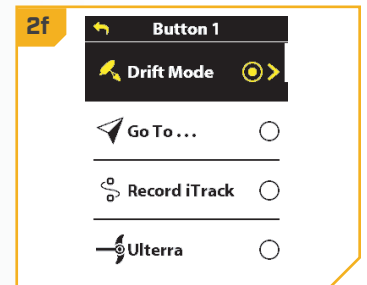 2f
Button 1
Drift Mode
Go To ...
Record iTrack
Ulterra